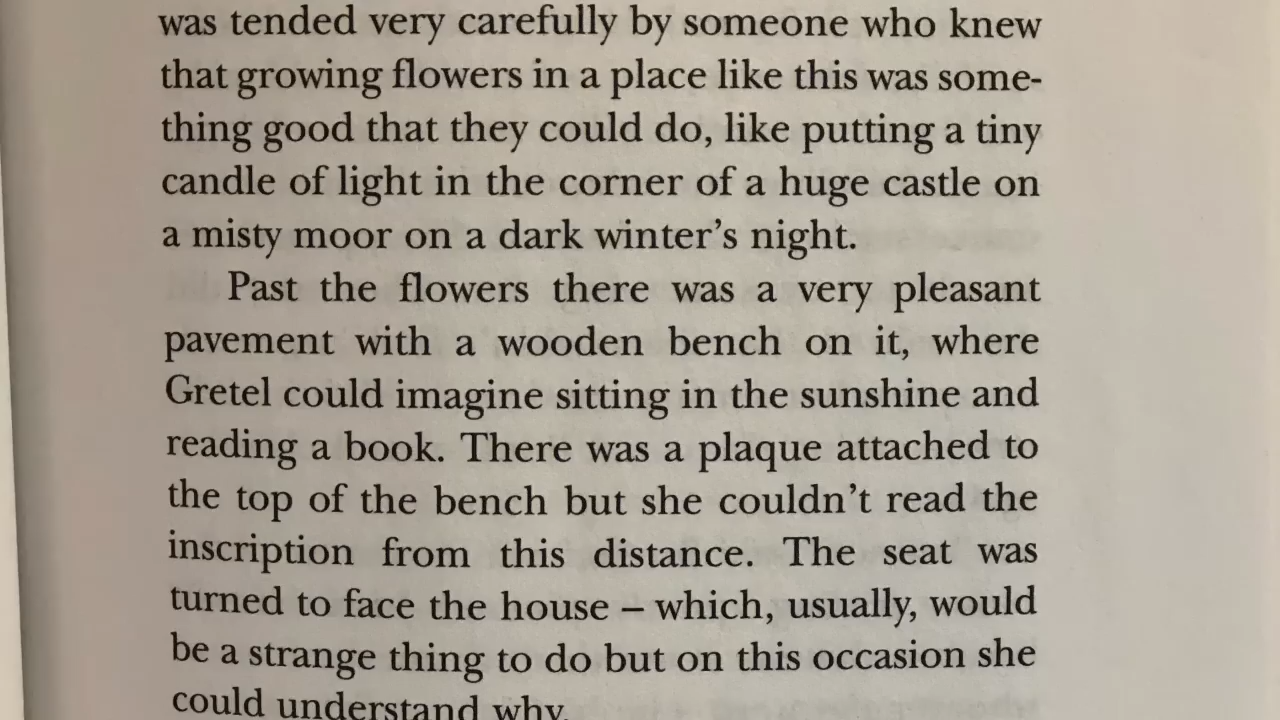 was tended very carefully by someone who knew
that growing flowers in a place like this was some-
thing good that they could do, like putting a tiny
candle of light in the corner of a huge castle on
a misty moor on a dark winter’s night.
Past the flowers there was a very pleasant
pavement with a wooden bench on it, where
Gretel could imagine sitting in the sunshine and
reading a book. There was a plaque attached to
the top of the bench but she couldn’t read the
inscription from this distance. The seat was
turned to face the house – which, usually, would
be a strange thing to do but on this occasion she
could understand why.